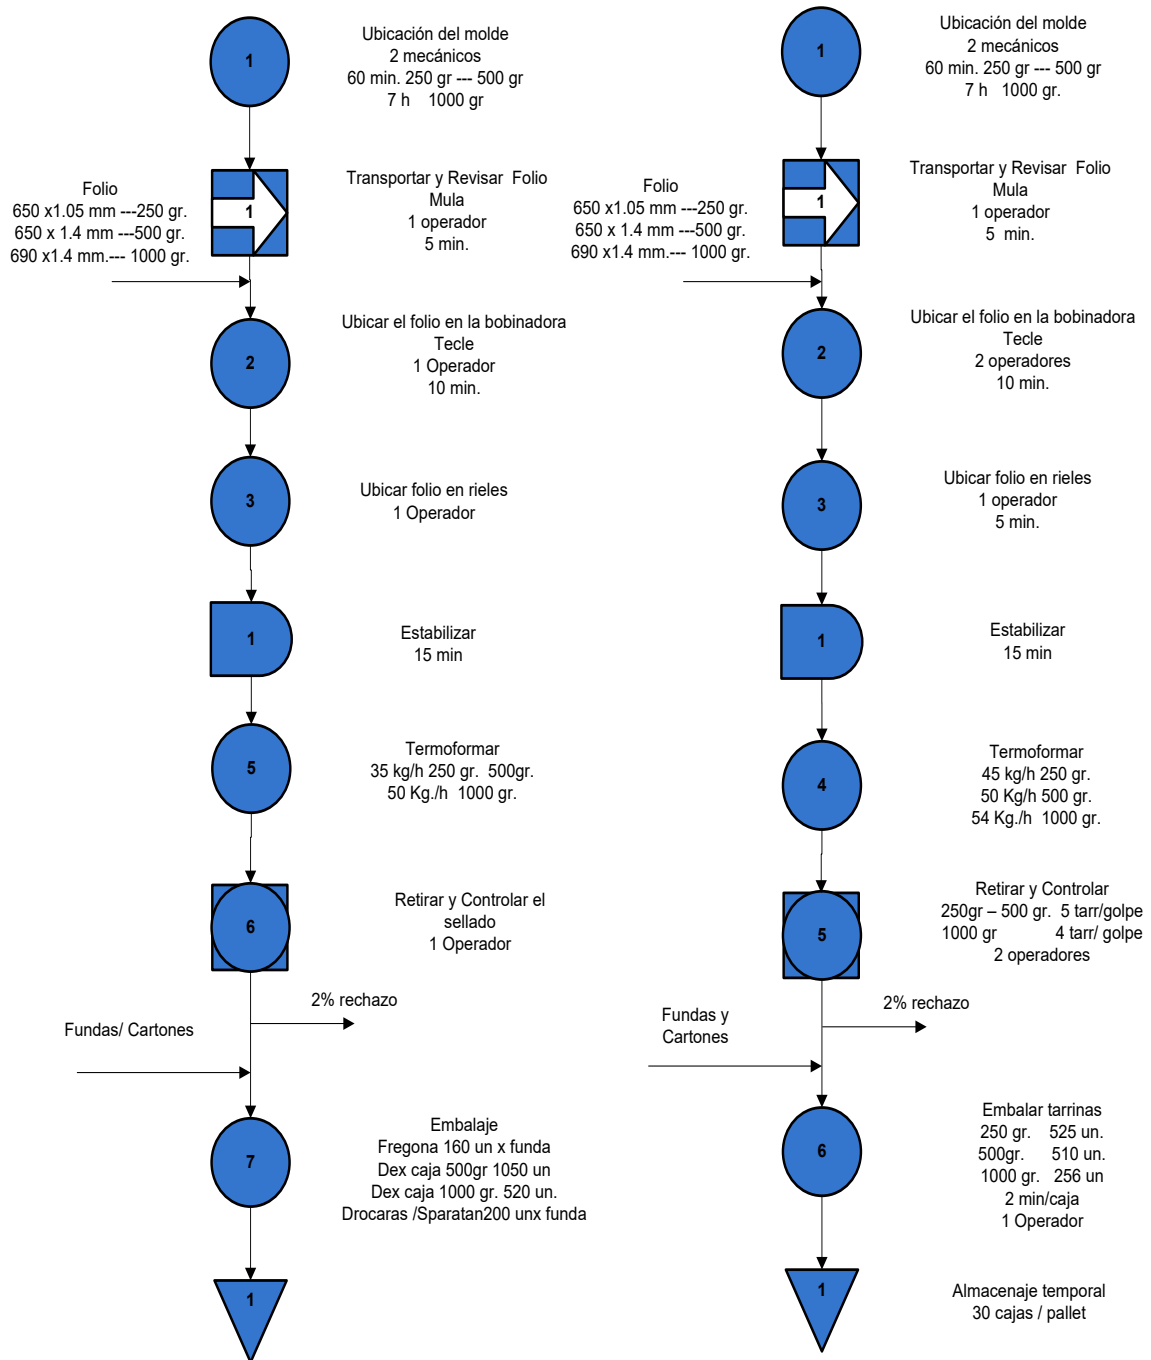 1
Ubicación del molde
2 mecánicos
60 min. 250 gr --- 500 gr
7 h 1000 gr
Folio
650 x1.05 mm ---250 gr.
650 x 1.4 mm ---500 gr.
690 x1.4 mm.--- 1000 gr.
1
Transportar y Revisar Folio
Mula
1 operador
5 min.
2
Ubicar el folio en la bobinadora
Tecle
1 Operador
10 min.
3
Ubicar folio en rieles
1 Operador
1
Estabilizar
15 min
5
Termoformar
35 kg/h 250 gr. 500gr.
50 Kg./h 1000 gr.
6
Retirar y Controlar el
sellado
1 Operador
2% rechazo
Fundas/ Cartones
7
Embalaje
Fregona 160 un x funda
Dex caja 500gr 1050 un
Dex caja 1000 gr. 520 un.
Drocaras /Sparatan200 unx funda
1
1
Ubicación del molde
2 mecánicos
60 min. 250 gr --- 500 gr
7 h 1000 gr.
Folio
650 x1.05 mm ---250 gr.
650 x 1.4 mm ---500 gr.
690 x1.4 mm.--- 1000 gr.
1
Transportar y Revisar Folio
Mula
1 operador
5 min.
2
Ubicar el folio en la bobinadora
Tecle
2 operadores
10 min.
3
Ubicar folio en rieles
1 operador
5 min.
1
Estabilizar
15 min
4
Termoformar
45 kg/h 250 gr.
50 Kg/h 500 gr.
54 Kg./h 1000 gr.
5
Retirar y Controlar
250gr – 500 gr. 5 tarr/golpe
1000 gr 4 tarr/ golpe
2 operadores
2% rechazo
Fundas y
Cartones
6
Embalar tarrinas
250 gr. 525 un.
500gr. 510 un.
1000 gr. 256 un
2 min/caja
1 Operador
1
Almacenaje temporal
30 cajas / pallet